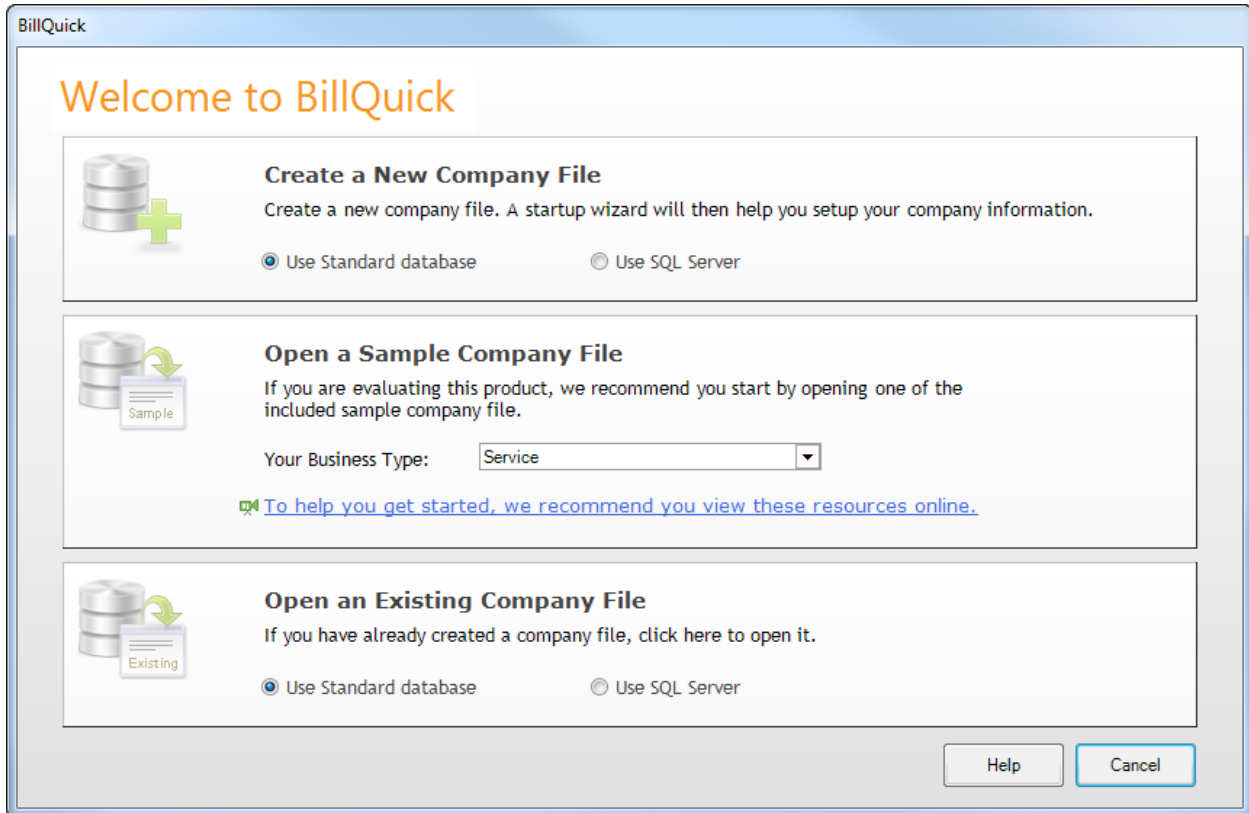 BillQuick
Welcome to BillQuick
Create a New Company File
Create a new company file. A startup wizard will then help you setup your company information.
Use Standard database
Use SQL Server
Open a Sample Company File
If you are evaluating this product, we recommend you start by opening one of the
included sample company file.
Sample
Your Business Type:
Service
To help you get started, we recommend you view these resources online.
Open an Existing Company File
If you have already created a company file, click here to open it.
Existing
Use Standard database
Use SQL Server
Help
Cancel